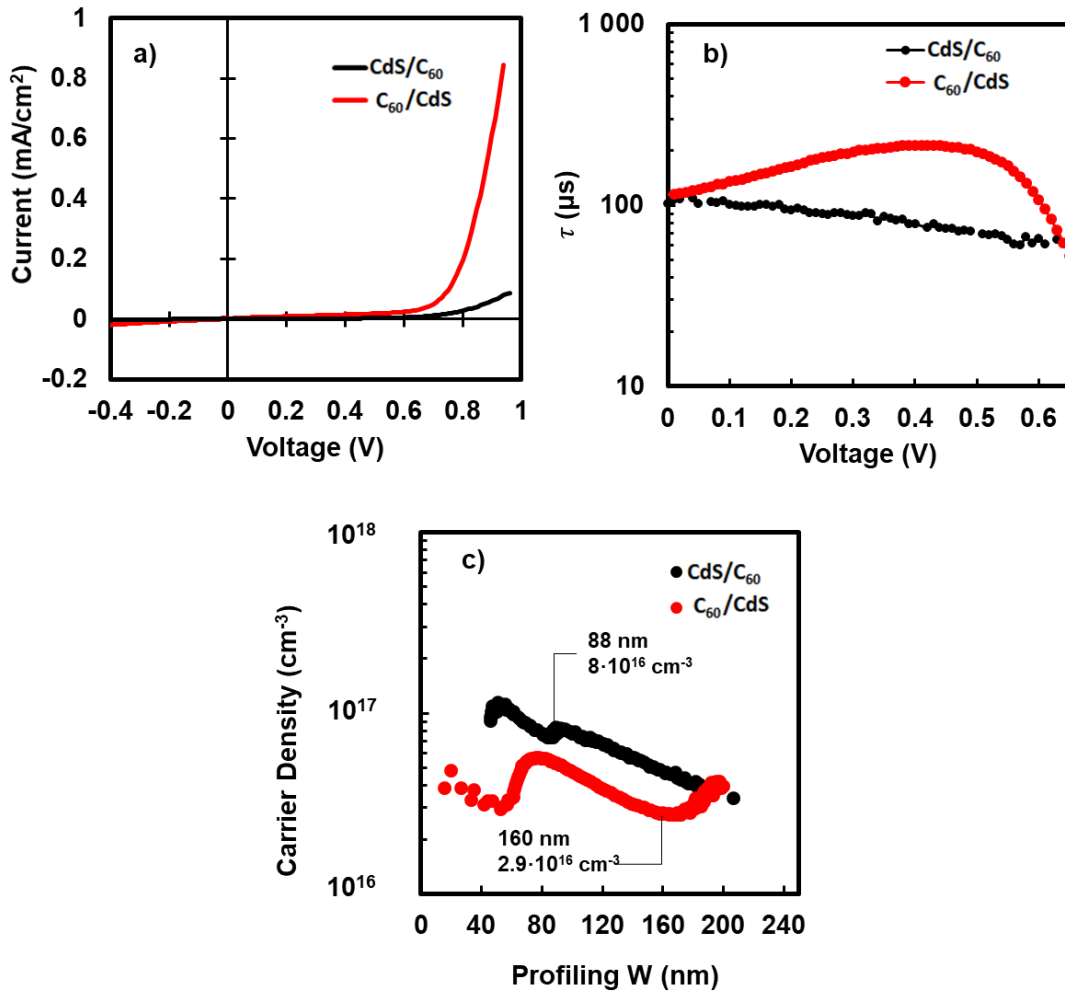 a)
CdS/C₆₀
C₆₀/CdS
1
0.8
0.6
0.4
0.2
0
-0.2
-0.4 -0.2 0 0.2 0.4 0.6 0.8 1
Current (mA/cm²)
Voltage (V)
b)
CdS/C₆₀
C₆₀/CdS
1 000
100
10
0 0.1 0.2 0.3 0.4 0.5 0.6
τ (μs)
Voltage (V)
c)
CdS/C₆₀
C₆₀/CdS
10¹⁸
10¹⁷
10¹⁶
88 nm
8·10¹⁶ cm⁻³
160 nm
2.9·10¹⁶ cm⁻³
0 40 80 120 160 200 240
Carrier Density (cm⁻³)
Profiling W (nm)